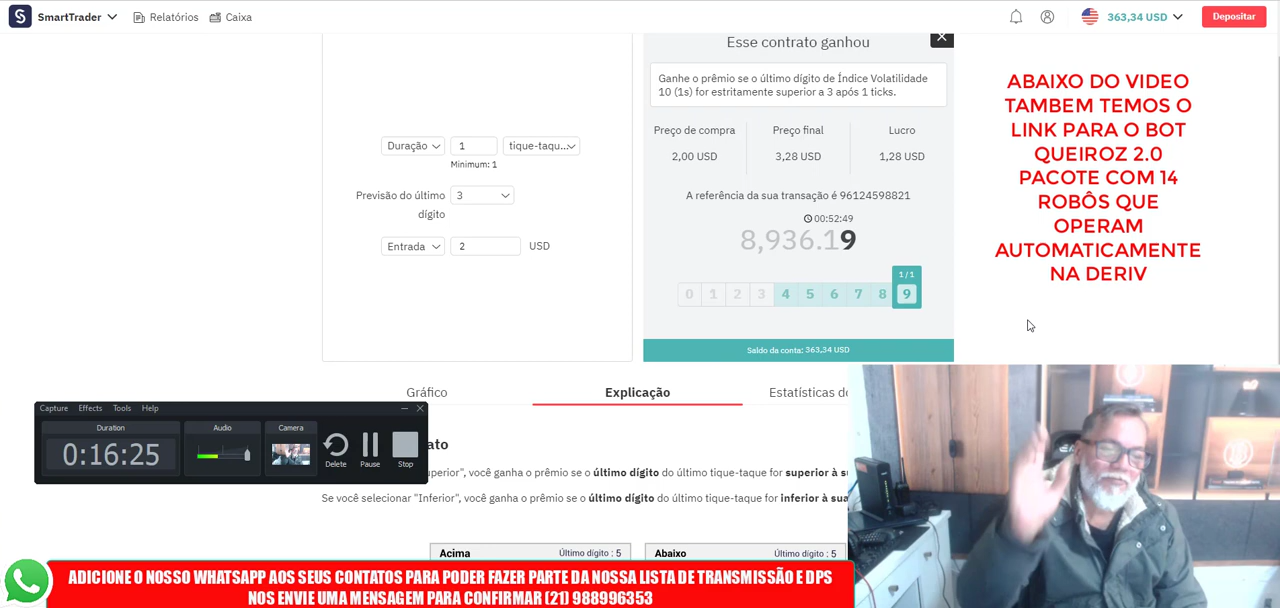 SmartTrader
Relatórios
Caixa
363,34 USD
Depositar
Duração
1
tique-taqu...
Minimum: 1
Previsão do último
dígito
3
Entrada
2
USD
Esse contrato ganhou
Ganhe o prêmio se o último dígito de Índice Volatilidade
10 (1s) for estritamente superior a 3 após 1 ticks.
Preço de compra
Preço final
Lucro
2,00 USD
3,28 USD
1,28 USD
A referência da sua transação é 96124598821
00:52:49
8,936.19
1 / 1
0 1 2 3 4 5 6 7 8 9
Saldo da conta: 363,34 USD
ABAIXO DO VIDEO
TAMBEM TEMOS O
LINK PARA O BOT
QUEIROZ 2.0
PACOTE COM 14
ROBÔS QUE
OPERAM
AUTOMATICAMENTE
NA DERIV
Gráfico
Explicação
Estatísticas do
Capture Effects Tools Help
Duration
Audio
Camera
0:16:25
Delete
Pause
Stop
ato
uperior", você ganha o prêmio se o último dígito do último tique-taque for superior à su
Se você selecionar "Inferior", você ganha o prêmio se o último dígito do último tique-taque for inferior à sua
Acima
Último dígito : 5
Abaixo
Último dígito : 5
ADICIONE O NOSSO WHATSAPP AOS SEUS CONTATOS PARA PODER FAZER PARTE DA NOSSA LISTA DE TRANSMISSÃO E DPS
NOS ENVIE UMA MENSAGEM PARA CONFIRMAR (21) 988996353